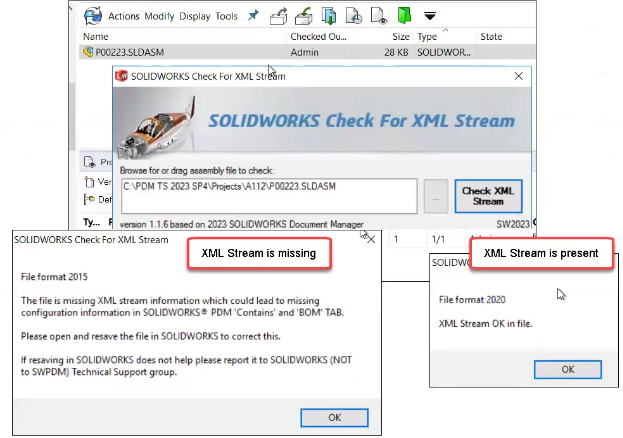 Actions Modify Display Tools
Name Checked Ou... Size Type State
P00223.SLDASM Admin 28 KB SOLIDWOR...
SOLIDWORKS Check For XML Stream
SOLIDWORKS Check For XML Stream
Browse for or drag assembly file to check:
C:\PDM TS 2023 SP4\Projects\A112\P00223.SLDASM
...
Check XML
Stream
version 1.1.6 based on 2023 SOLIDWORKS Document Manager
SW2023
Pre
Ver
Def
Ty... R...
1 1/1
SOLIDWORKS Check For XML Stream
XML Stream is missing
File format 2015
The file is missing XML stream information which could lead to missing
configuration information in SOLIDWORKS® PDM 'Contains' and 'BOM' TAB.
Please open and resave the file in SOLIDWORKS to correct this.
If resaving in SOLIDWORKS does not help please report it to SOLIDWORKS (NOT
to SWPDM) Technical Support group.
OK
XML Stream is present
SOLIDW
File format 2020
XML Stream OK in file.
OK